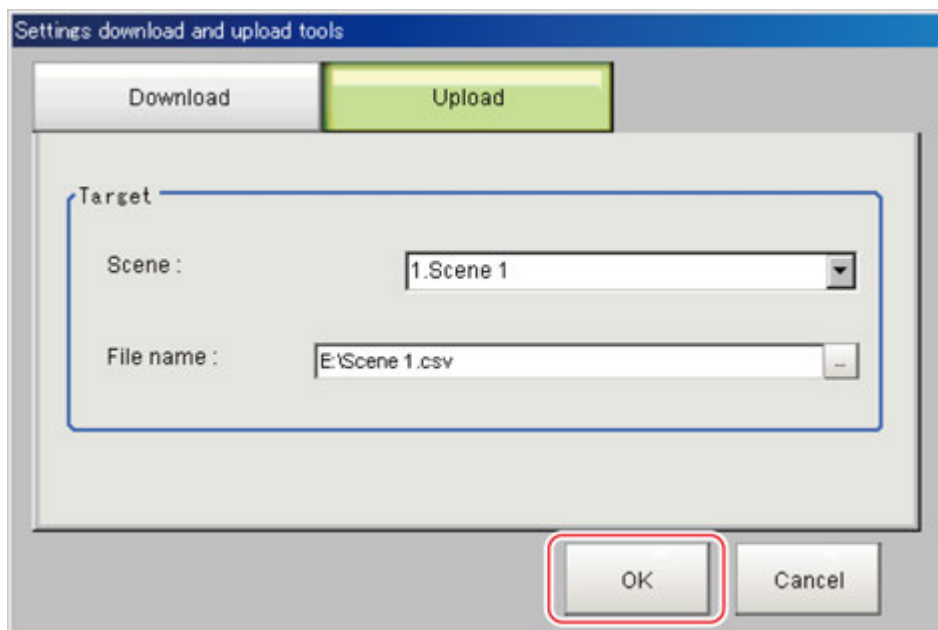 Settings download and upload tools
Download
Upload
Target
Scene :
1.Scene 1
File name :
E:\Scene 1.csv
...
OK
Cancel